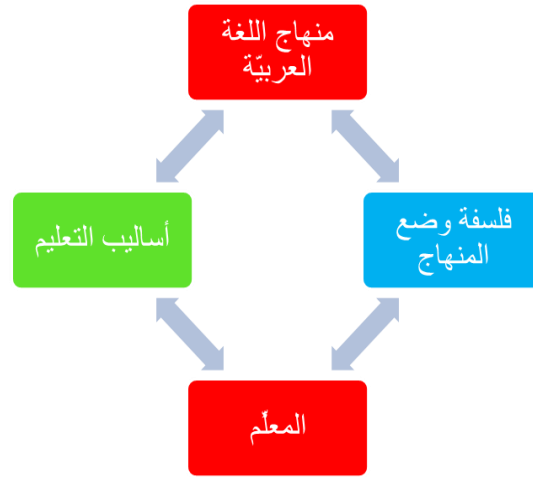 منهاج اللغة
العربيّة
فلسفة وضع
المنهاج
أساليب التعليم
المعلّم